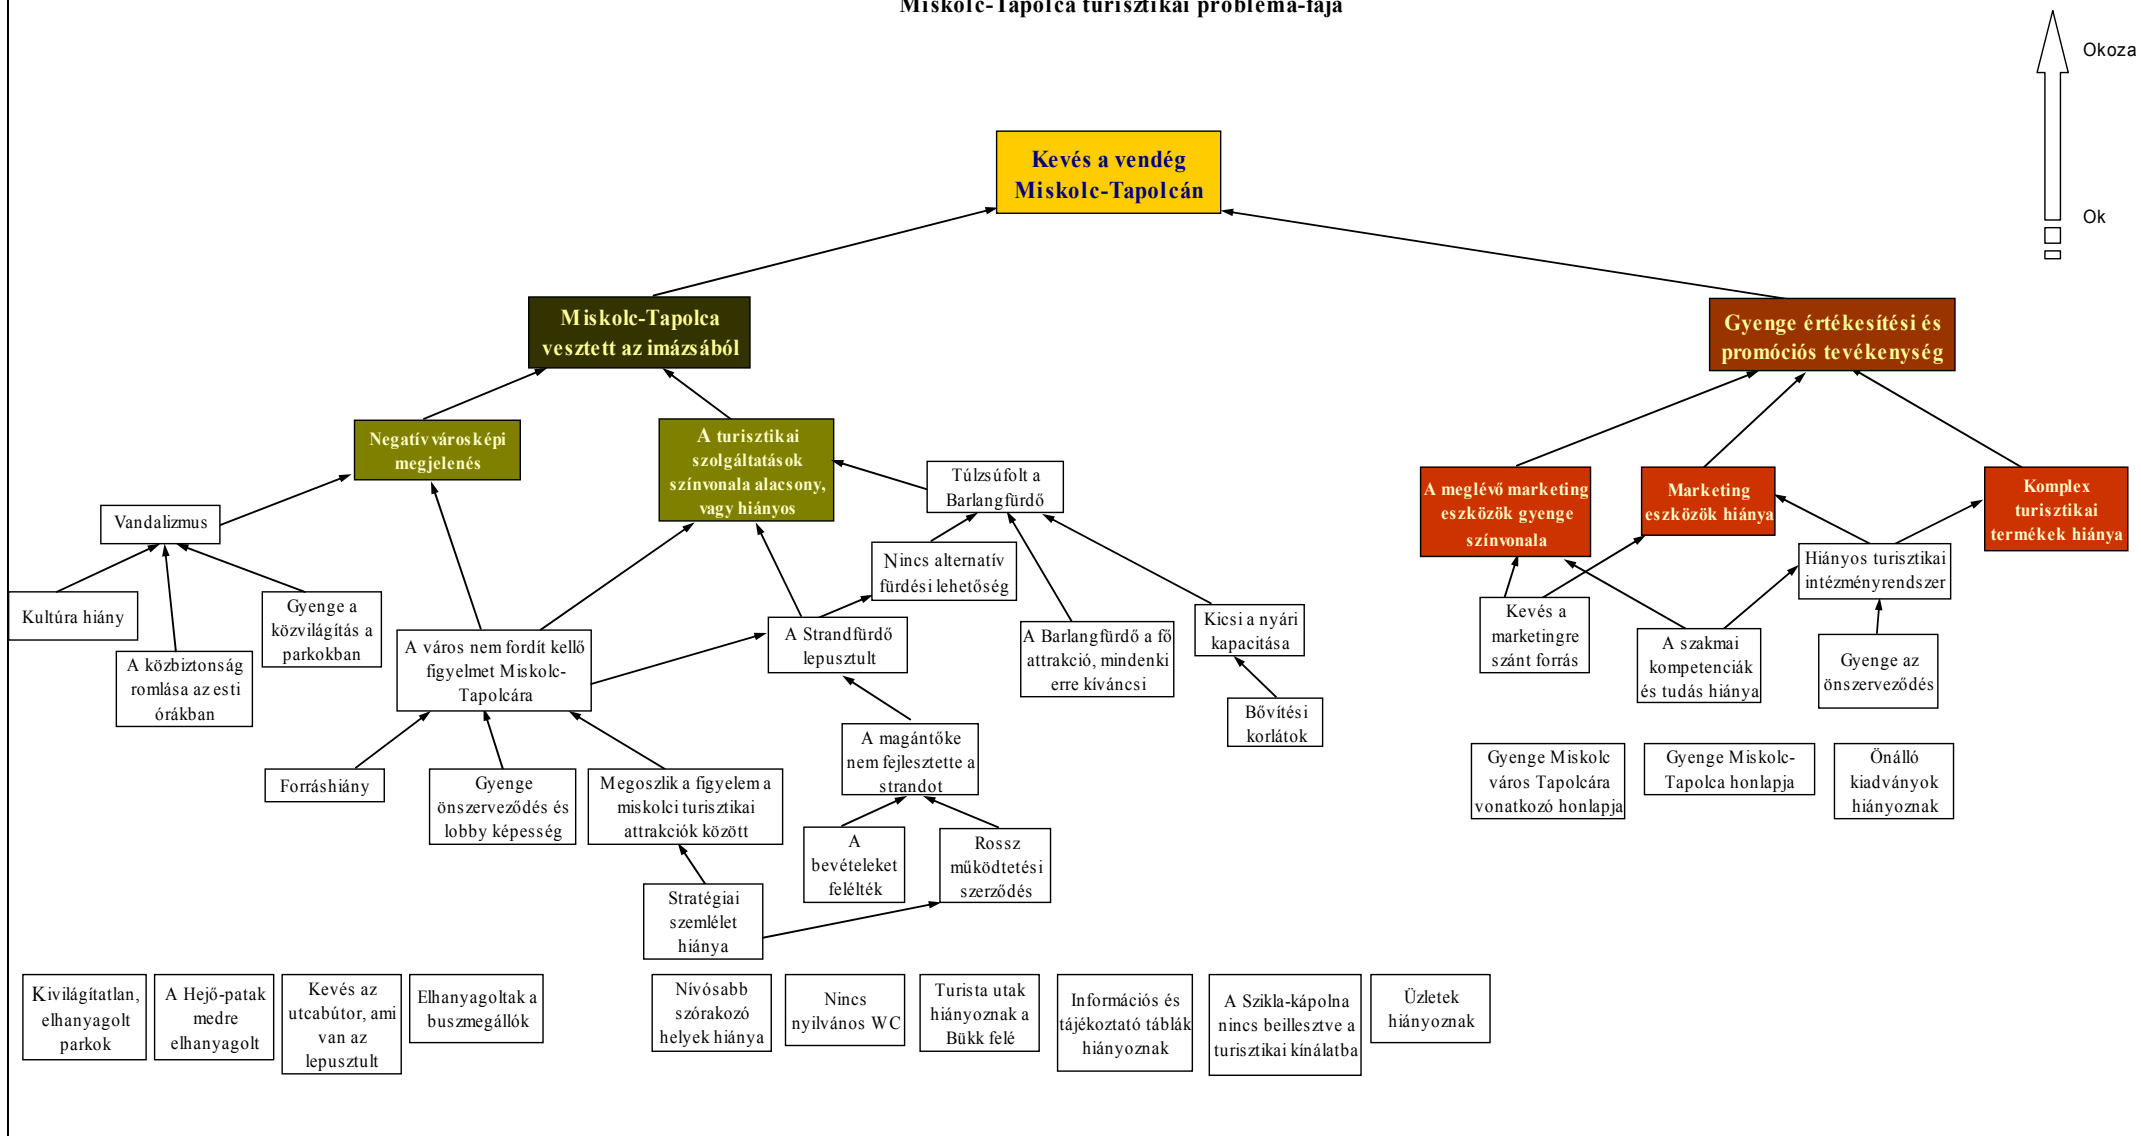 Miskolc-Tapolca turisztikai probléma-fája
Okoza
Ok
Kevés a vendég
Miskolc-Tapolcán
Miskolc-Tapolca
vesztett az imázsából
Gyenge értékesítési és
promóciós tevékenység
Negatív városképi
megjelenés
A turisztikai
szolgáltatások
színvonala alacsony,
vagy hiányos
Túlzsúfolt a
Barlangfürdő
A meglévő marketing
eszközök gyenge
színvonala
Marketing
eszközök hiánya
Komplex
turisztikai
termékek hiánya
Vandalizmus
Nincs alternatív
fürdési lehetőség
Hiányos turisztikai
intézményrendszer
Kultúra hiány
A közbiztonság
romlása az esti
órákban
Gyenge a
közvilágítás a
parkokban
A város nem fordít kellő
figyelmet Miskolc-
Tapolcára
A Strandfürdő
lepusztult
A Barlangfürdő a fő
attrakció, mindenki
erre kíváncsi
Kicsi a nyári
kapacitása
Kevés a
marketingre
szánt forrás
A szakmai
kompetenciák
és tudás hiánya
Gyenge az
önszerveződés
Bővítési
korlátok
Forráshiány
Gyenge
önszerveződés és
lobby képesség
Megoszlik a figyelem a
miskolci turisztikai
attrakciók között
A magántőke
nem fejlesztette a
strandot
Gyenge Miskolc
város Tapolcára
vonatkozó honlapja
Gyenge Miskolc-
Tapolca honlapja
Önálló
kiadványok
hiányoznak
A
bevételeket
felélték
Rossz
működtetési
szerződés
Stratégiai
szemlélet
hiánya
Kivilágítatlan,
elhanyagolt
parkok
A Hejő-patak
medre
elhanyagolt
Kevés az
utcabútor, ami
van az
lepusztult
Elhanyagoltak a
buszmegállók
Nívósabb
szórakozó
helyek hiánya
Nincs
nyilvános WC
Turista utak
hiányoznak a
Bükk felé
Információs és
tájékoztató táblák
hiányoznak
A Szikla-kápolna
nincs beillesztve a
turisztikai kínálatba
Üzletek
hiányoznak